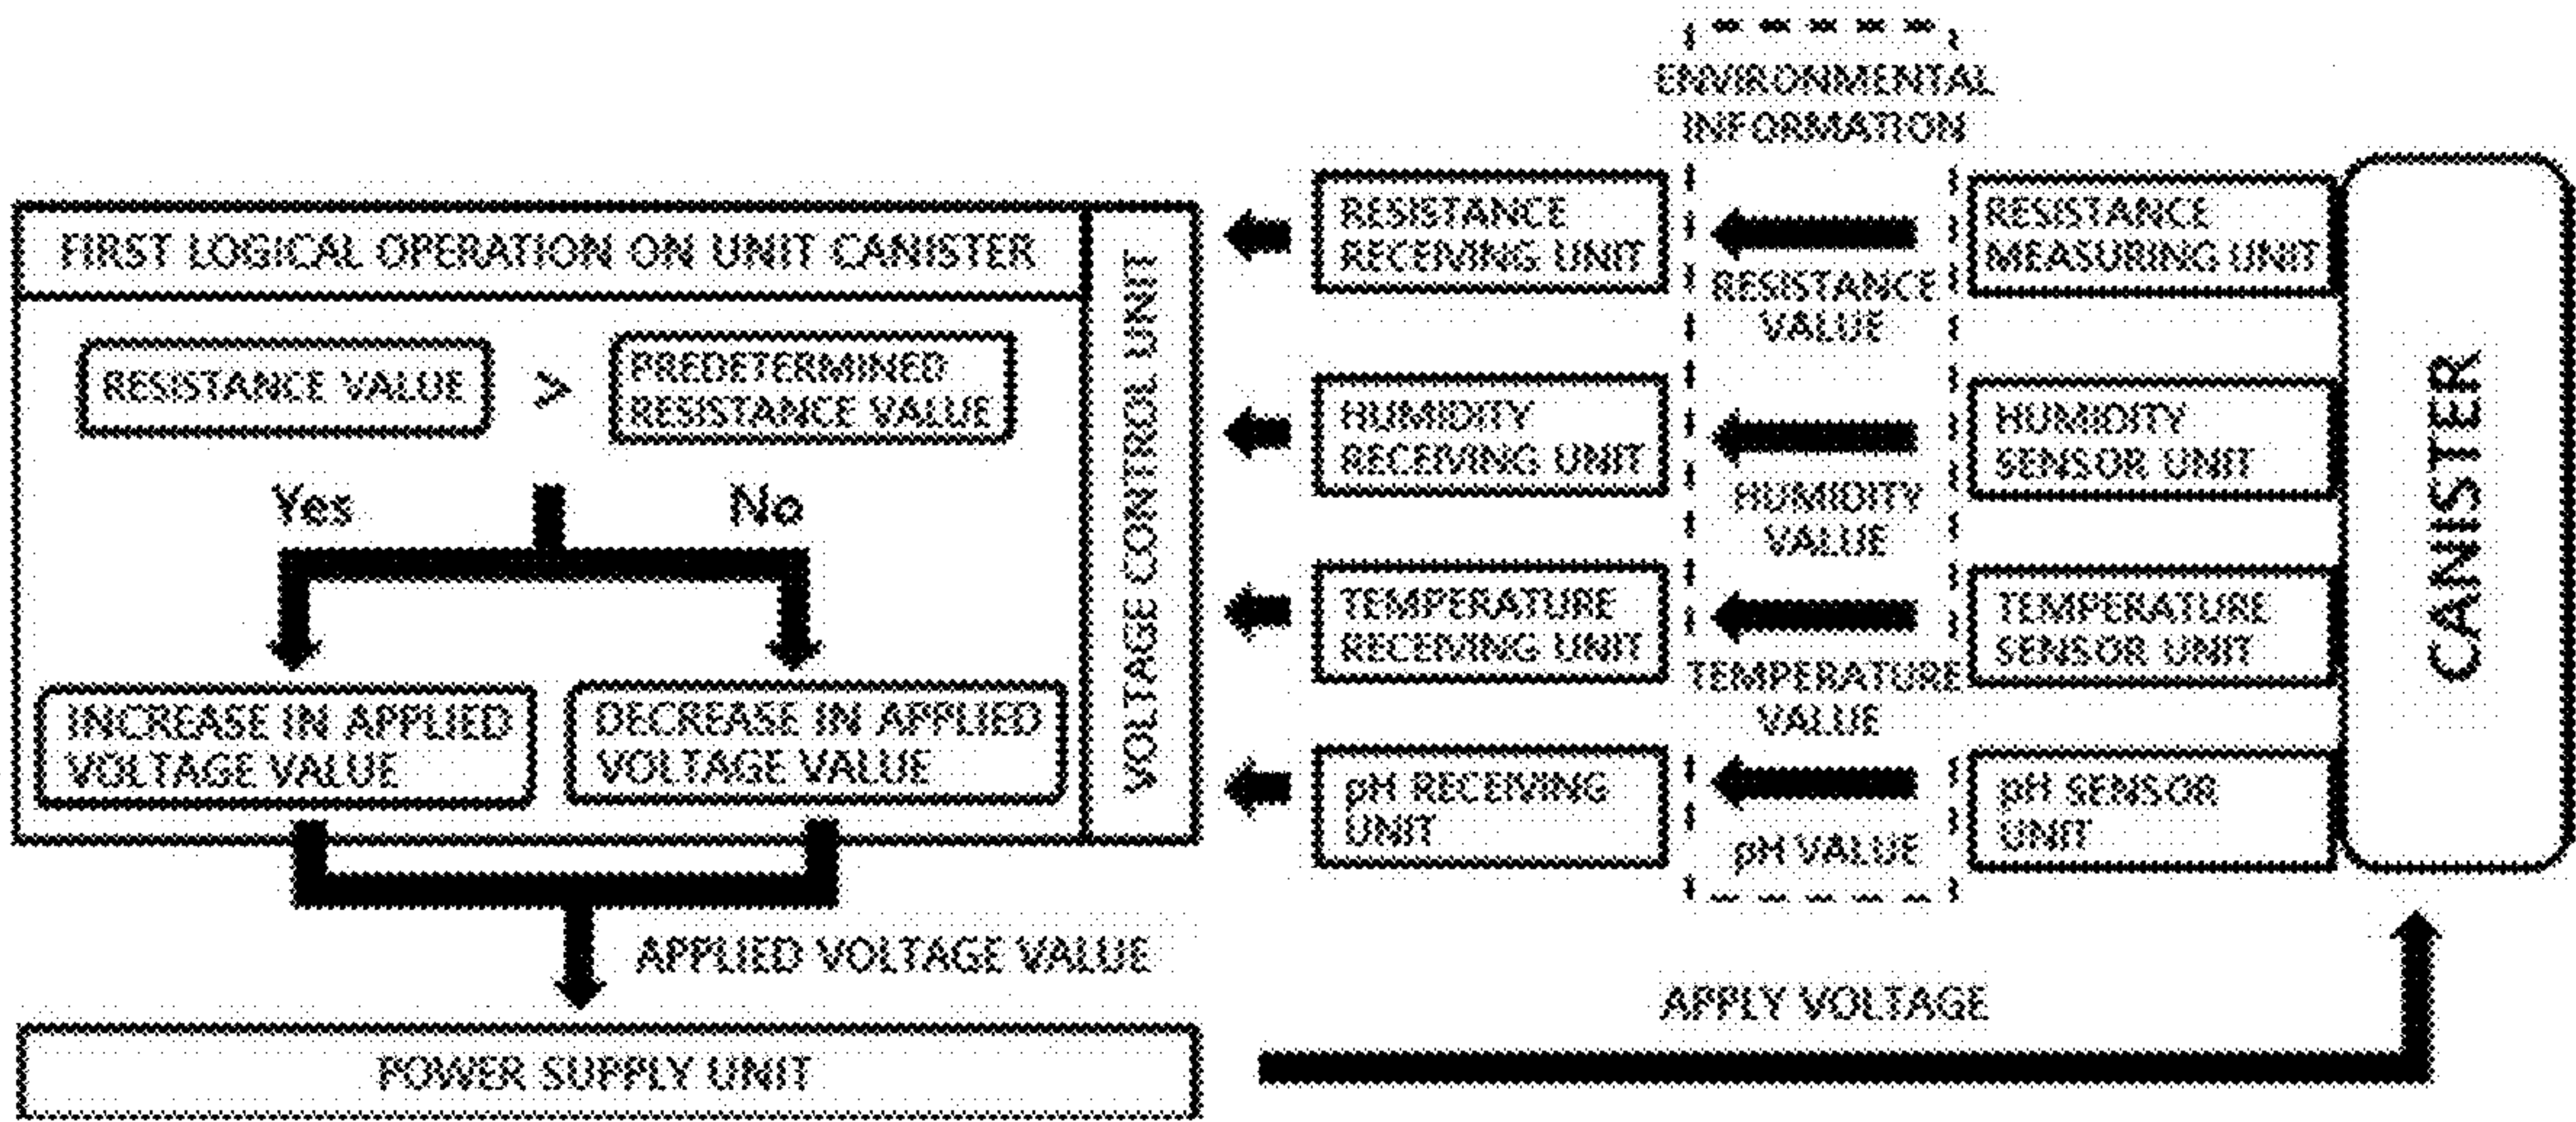 ENVIRONMENTAL
INFORMATION
FIRST LOGICAL OPERATION ON UNIT CANISTER
RESISTANCE VALUE
>
PREDETERMINED
RESISTANCE VALUE
Yes
No
INCREASE IN APPLIED
VOLTAGE VALUE
DECREASE IN APPLIED
VOLTAGE VALUE
VOLTAGE CONTROL UNIT
RESISTANCE
RECEIVING UNIT
RESISTANCE
VALUE
RESISTANCE
MEASURING UNIT
HUMIDITY
RECEIVING UNIT
HUMIDITY
VALUE
HUMIDITY
SENSOR UNIT
TEMPERATURE
RECEIVING UNIT
TEMPERATURE
VALUE
TEMPERATURE
SENSOR UNIT
pH RECEIVING
UNIT
pH VALUE
pH SENSOR
UNIT
CANISTER
APPLIED VOLTAGE VALUE
APPLY VOLTAGE
POWER SUPPLY UNIT